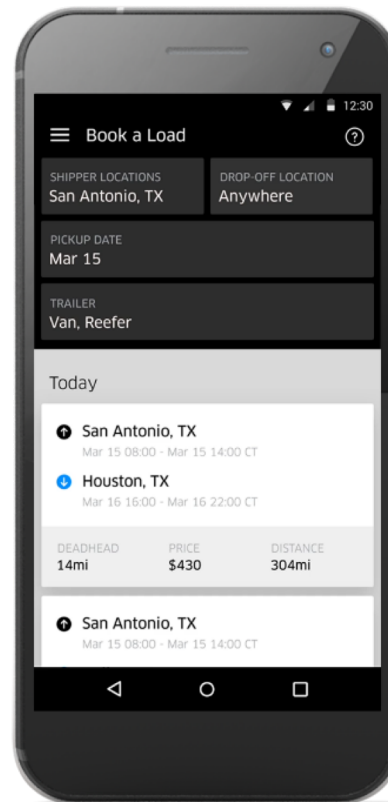 12:30
Book a Load
SHIPPER LOCATIONS
San Antonio, TX
DROP-OFF LOCATION
Anywhere
PICKUP DATE
Mar 15
TRAILER
Van, Reefer
Today
San Antonio, TX
Mar 15 08:00 - Mar 15 14:00 CT
Houston, TX
Mar 16 16:00 - Mar 16 22:00 CT
DEADHEAD PRICE DISTANCE
14mi $430 304mi
San Antonio, TX
Mar 15 08:00 - Mar 15 14:00 CT